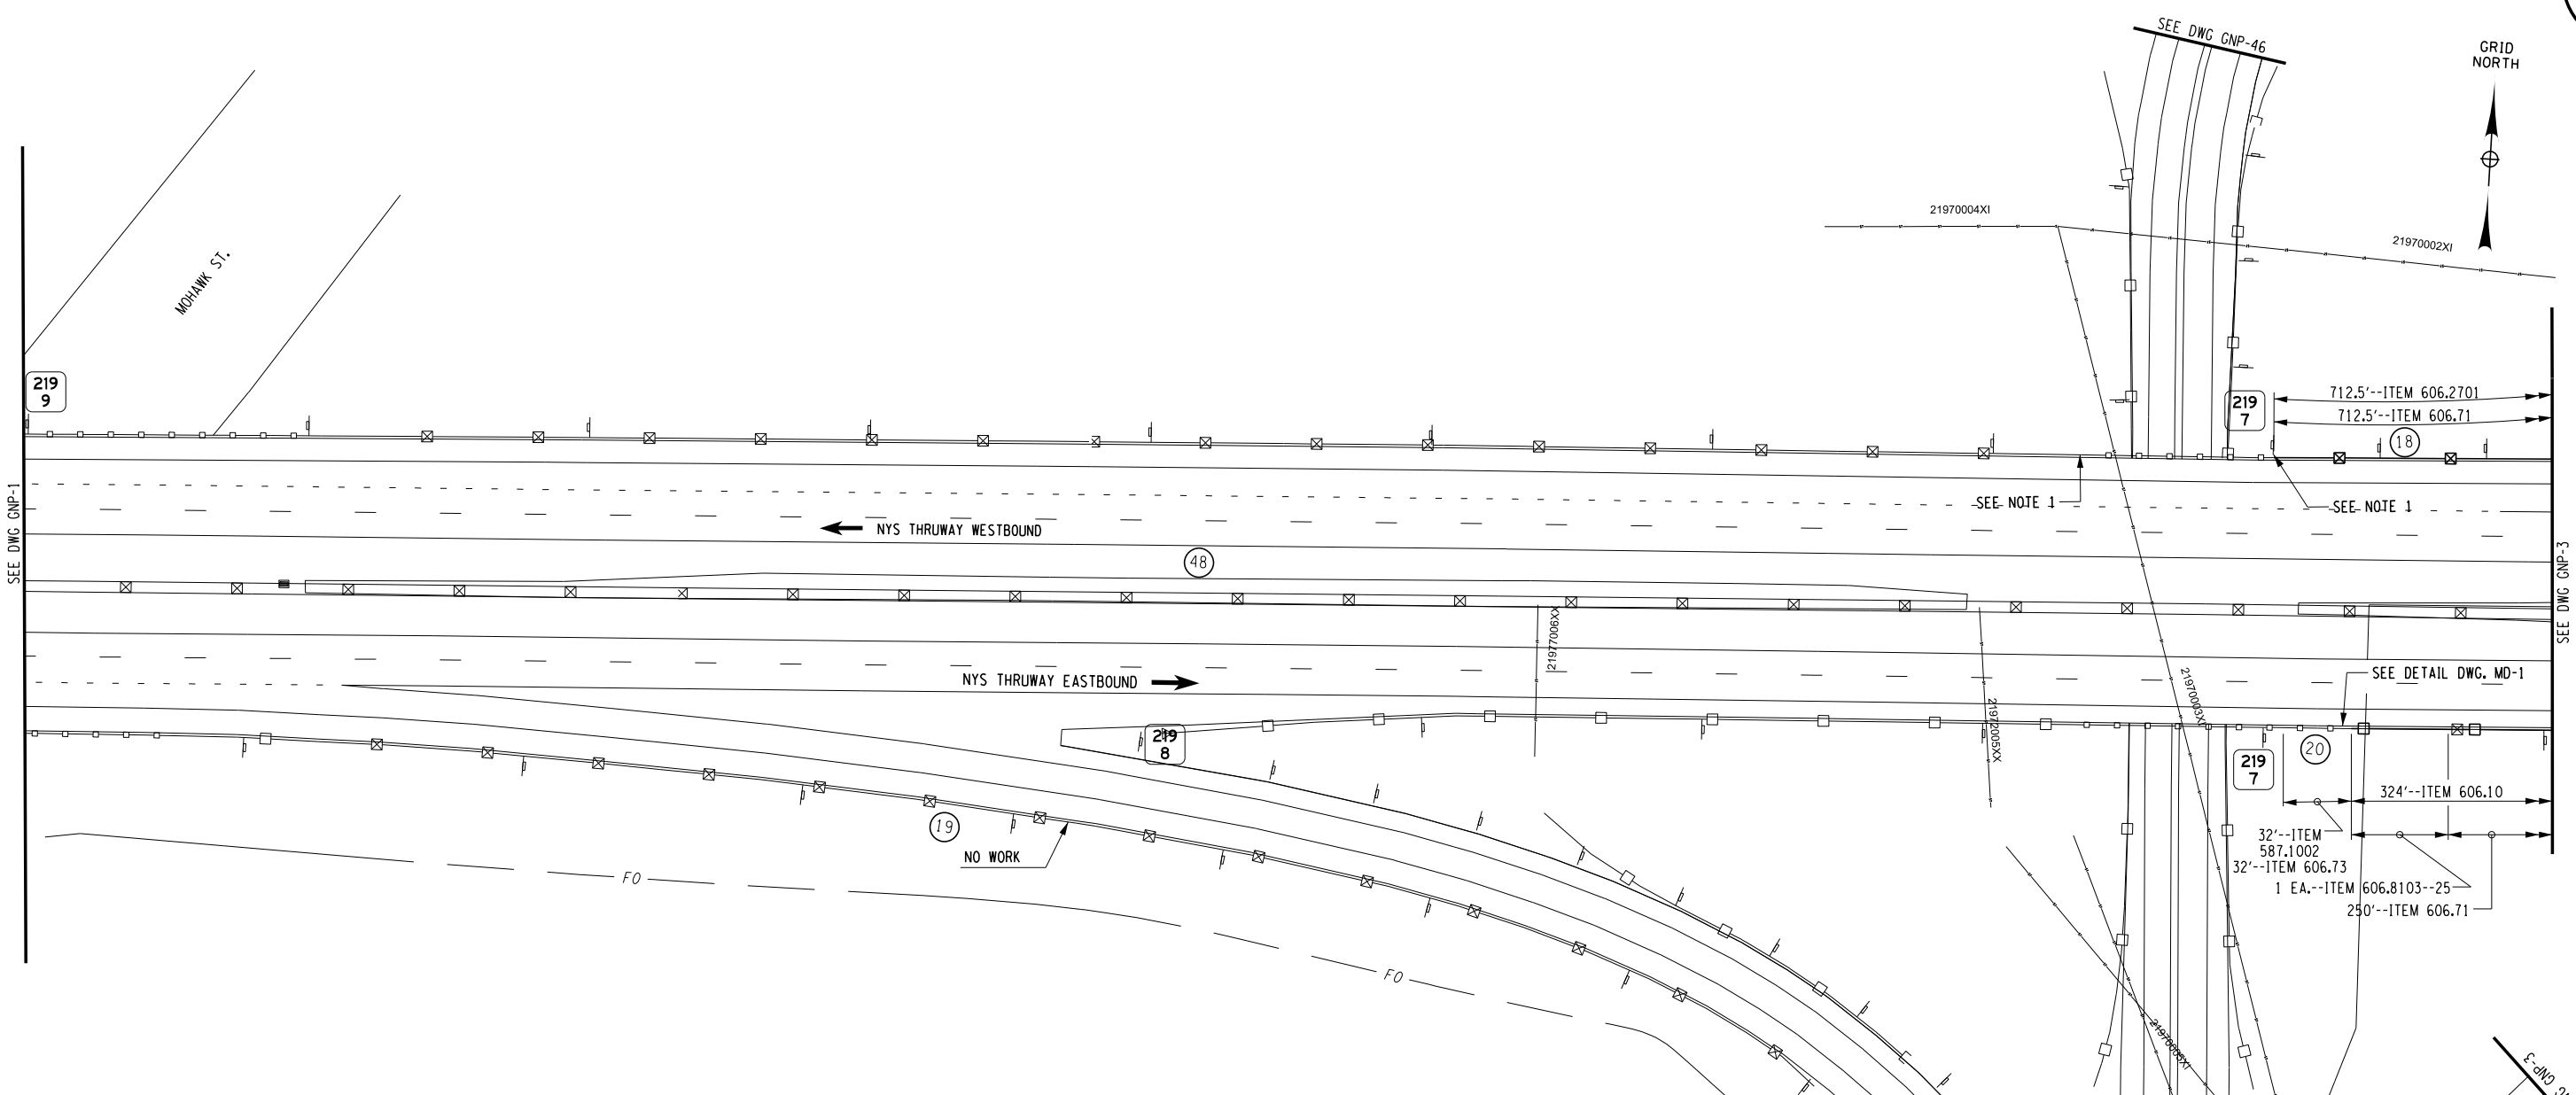 SEE DWG GNP-46
GRID
NORTH
21970004XI
21970002XI
MOHAWK ST.
219
9
219
7
712.5'--ITEM 606.2701
712.5'--ITEM 606.71
18
SEE NOTE 1
SEE NOTE 1
SEE DWG GNP-1
NYS THRUWAY WESTBOUND
48
SEE DWG GNP-3
21977006XX
NYS THRUWAY EASTBOUND
SEE DETAIL DWG. MD-1
21970003XI
21972005XX
219
8
20
219
7
324'--ITEM 606.10
19
NO WORK
32'--ITEM
587.1002
32'--ITEM 606.73
1 EA.--ITEM 606.8103--25
250'--ITEM 606.71
FO
FO
21970005XI
GNP-3